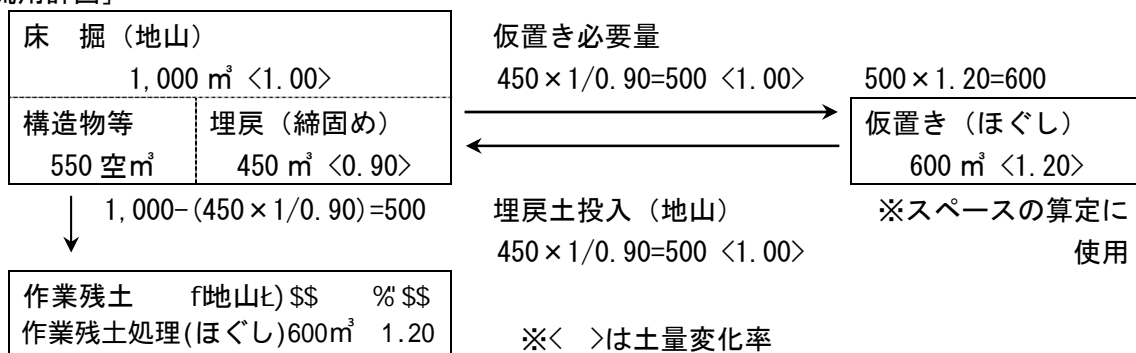 床　掘（地山）
1,000 ㎥ <1.00>
構造物等
550 空㎥
埋戻（締固め）
450 ㎥ <0.90>
仮置き必要量
450×1/0.90=500 <1.00>
500×1.20=600
仮置き（ほぐし）
600 ㎥ <1.20>
1,000-(450×1/0.90)=500
埋戻土投入（地山）
450×1/0.90=500 <1.00>
※スペースの算定に
使用
作業残土 f地山Ł) $$ %' $$
作業残土処理(ほぐし)600㎥ 1.20
※< >は土量変化率